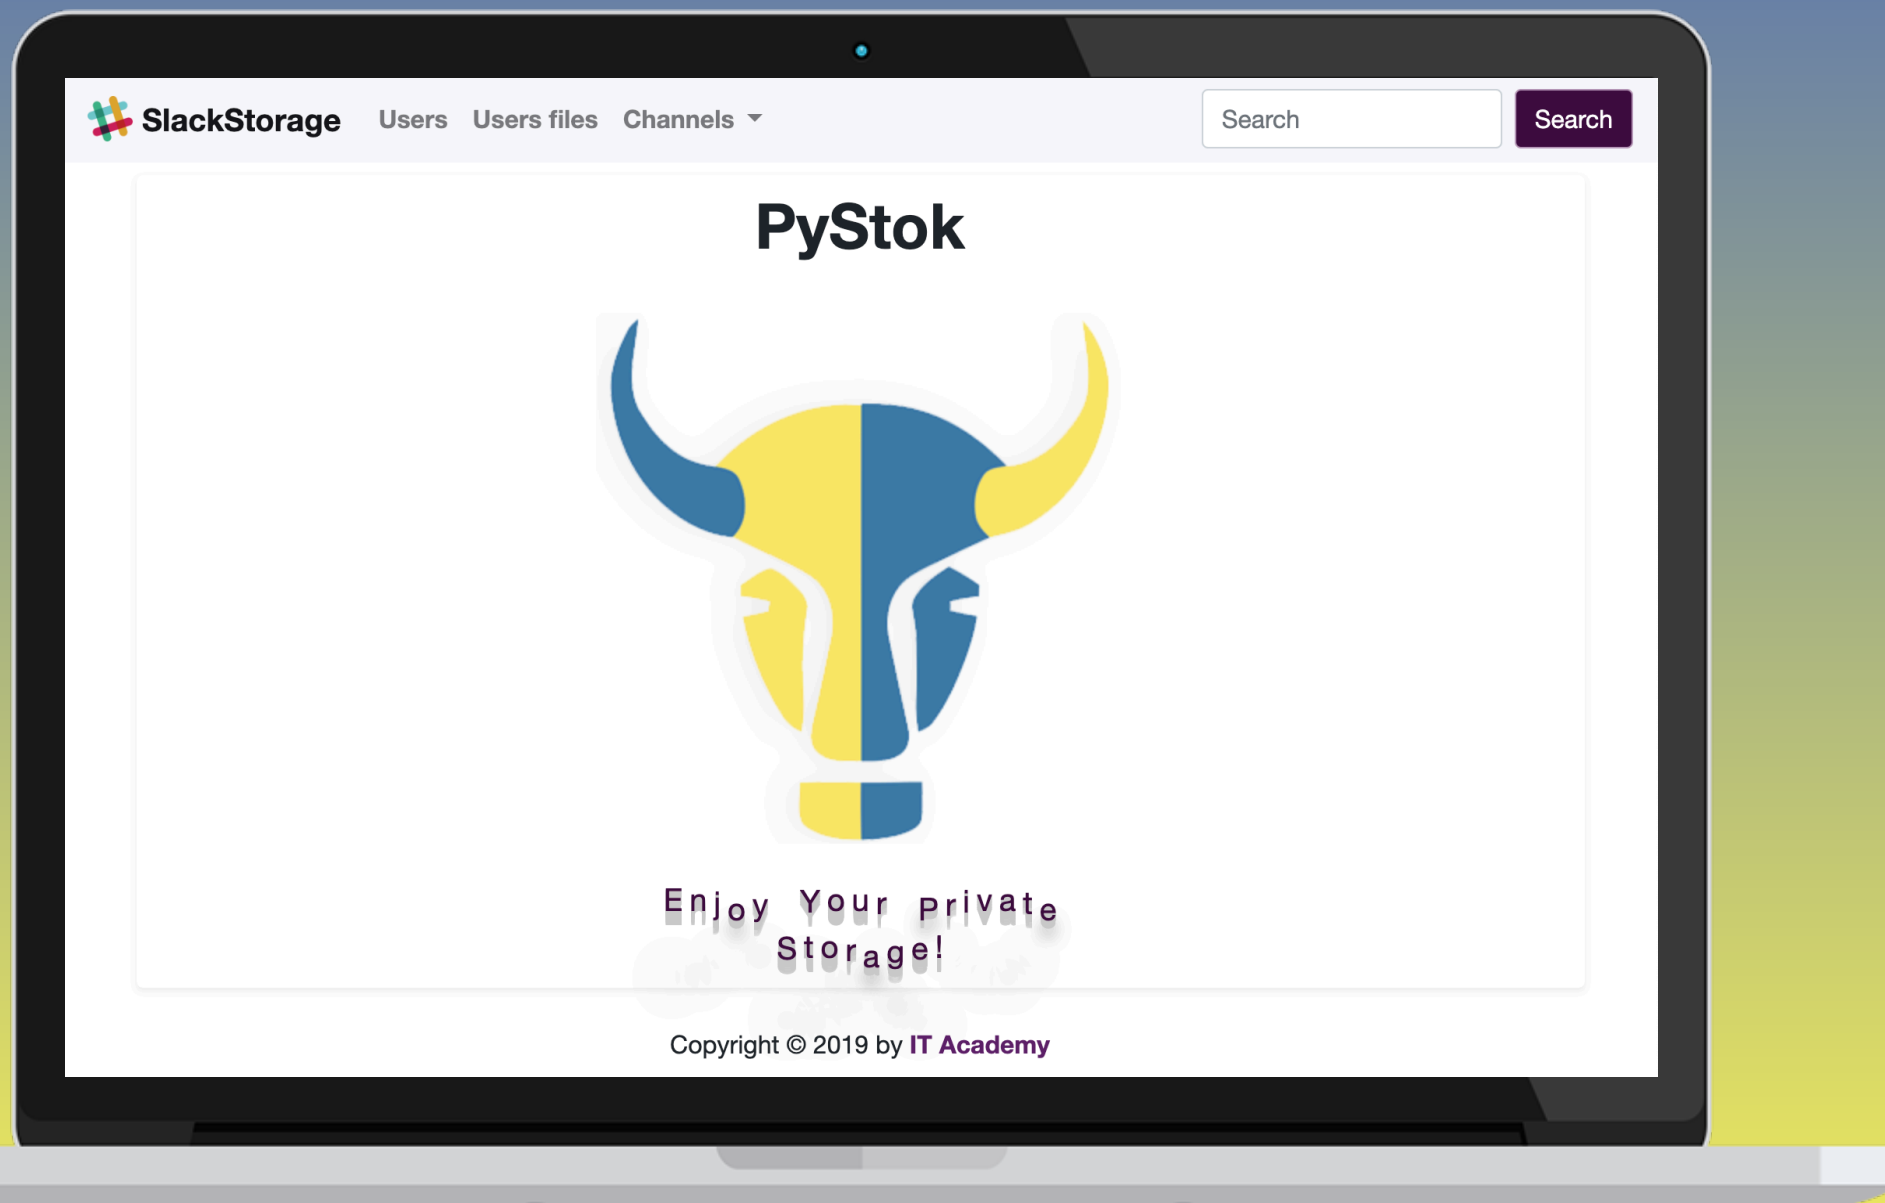 SlackStorage Users Users files Channels Search Search
PyStok
Enjoy Your Private
Storage!
Copyright © 2019 by IT Academy